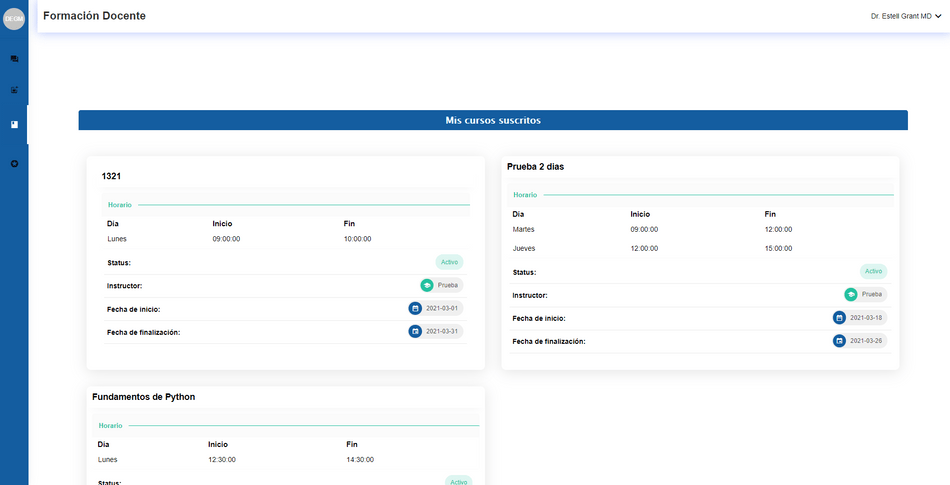 DEGM
Formación Docente
Dr. Estell Grant MD
Mis cursos suscritos
1321
Horario
Día Inicio Fin
Lunes 09:00:00 10:00:00
Status: Activo
Instructor: Prueba
Fecha de inicio: 2021-03-01
Fecha de finalización: 2021-03-31
Prueba 2 dias
Horario
Día Inicio Fin
Martes 09:00:00 12:00:00
Jueves 12:00:00 15:00:00
Status: Activo
Instructor: Prueba
Fecha de inicio: 2021-03-18
Fecha de finalización: 2021-03-26
Fundamentos de Python
Horario
Día Inicio Fin
Lunes 12:30:00 14:30:00
Status: Activo